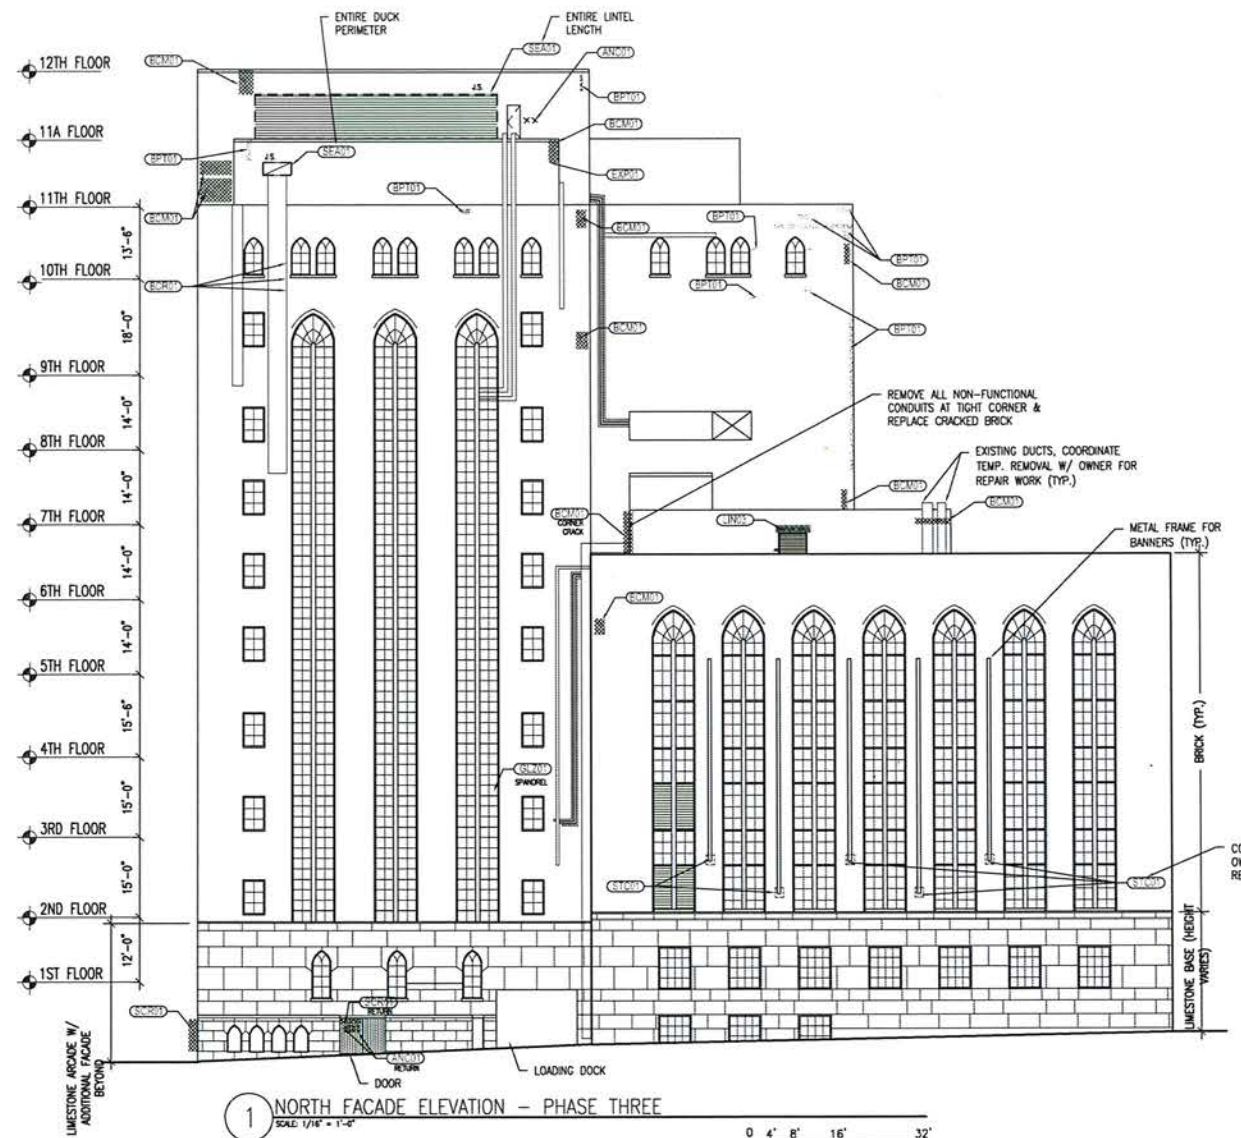 ENTIRE DUCK
PERIMETER
ENTIRE LINTEL
LENGTH
SEA01
ANC01
12TH FLOOR
BCM01
J.S.
BPT01
11A FLOOR
BCM01
BPT01
J.S.
SEA01
EXP01
BPT01
11TH FLOOR
BCM01
BCM01
BPT01
13'-6"
BPT01
10TH FLOOR
BCR01
BPT01
BCM01
18'-0"
BCM01
BPT01
9TH FLOOR
REMOVE ALL NON-FUNCTIONAL
CONDUITS AT TIGHT CORNER &
REPLACE CRACKED BRICK
14'-0"
8TH FLOOR
EXISTING DUCTS, COORDINATE
TEMP. REMOVAL W/ OWNER FOR
REPAIR WORK (TYP.)
14'-0"
BCM01
BCM01
7TH FLOOR
BCM01
CORNER
CRACK
LIN03
METAL FRAME FOR
BANNERS (TYP.)
14'-0"
6TH FLOOR
BCM01
14'-0"
5TH FLOOR
15'-6"
BRICK (TYP.)
4TH FLOOR
GLZ01
SPANDREL
15'-0"
3RD FLOOR
15'-0"
STC01
STC01
2ND FLOOR
12'-0"
1ST FLOOR
LIMESTONE BASE (HEIGHT
VARIES)
SCR01
SCR01
RETURN
ANC01
RETURN
LIMESTONE ARCADE W/
ADDITIONAL FACADE
BEYOND
DOOR
LOADING DOCK
1
NORTH FACADE ELEVATION - PHASE THREE
SCALE: 1/16" = 1'-0"
0 4' 8' 16' 32'